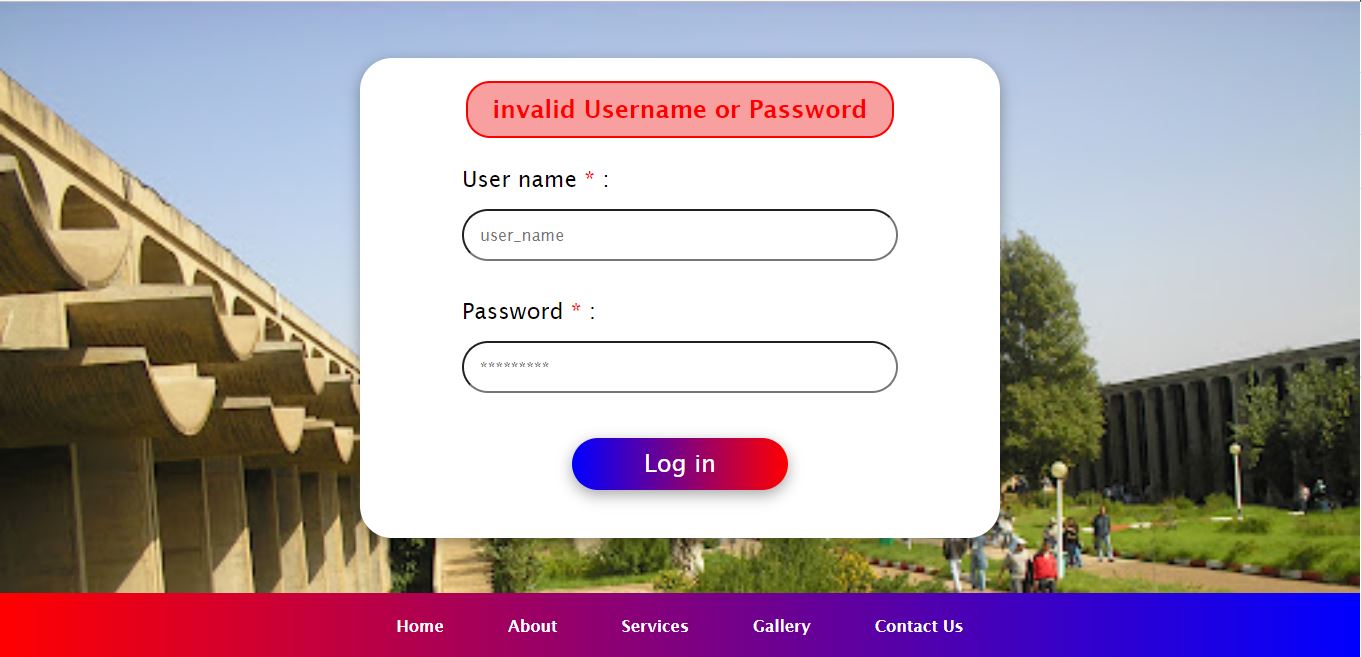 invalid Username or Password
User name * :
user_name
Password * :
*********
Log in
Home About Services Gallery Contact Us